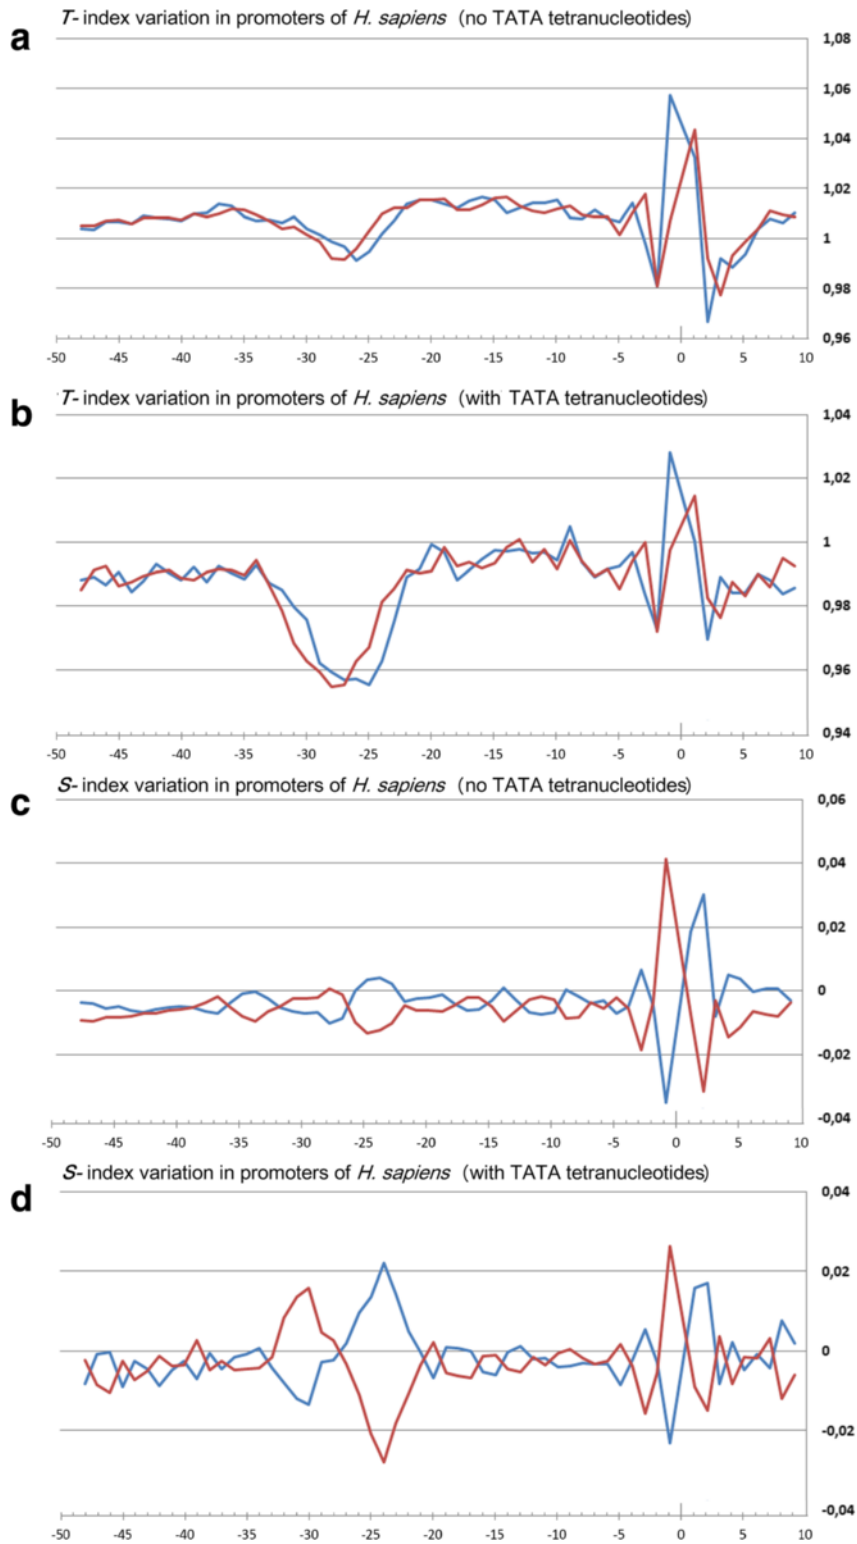 a
T- index variation in promoters of H. sapiens (no TATA tetranucleotides)
1,08
1,06
1,04
1,02
1
0,98
0,96
-50 -45 -40 -35 -30 -25 -20 -15 -10 -5 0 5 10
b
T- index variation in promoters of H. sapiens (with TATA tetranucleotides)
1,04
1,02
1
0,98
0,96
0,94
-50 -45 -40 -35 -30 -25 -20 -15 -10 -5 0 5 10
c
S- index variation in promoters of H. sapiens (no TATA tetranucleotides)
0,06
0,04
0,02
0
-0,02
-0,04
-50 -45 -40 -35 -30 -25 -20 -15 -10 -5 0 5 10
d
S- index variation in promoters of H. sapiens (with TATA tetranucleotides)
0,04
0,02
0
-0,02
-0,04
-50 -45 -40 -35 -30 -25 -20 -15 -10 -5 0 5 10